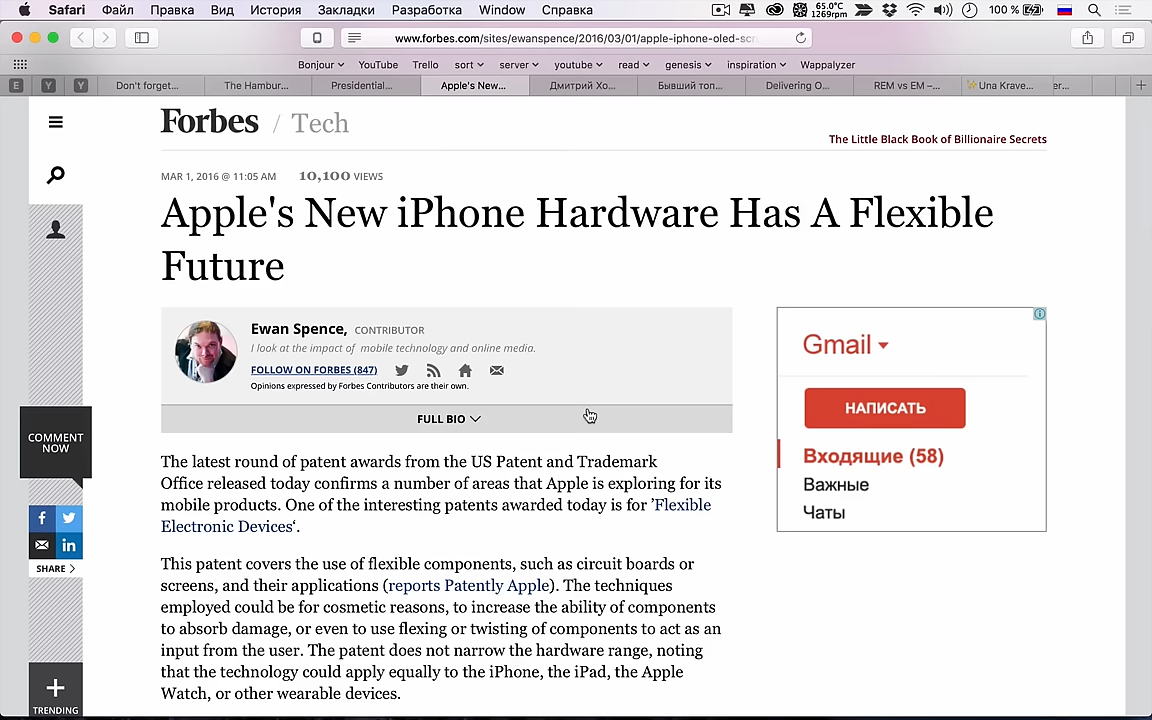 Safari Файл Правка Вид История Закладки Разработка Window Справка 65.0°C 1269rpm 100 %
www.forbes.com/sites/ewanspence/2016/03/01/apple-iphone-oled-scr
Bonjour YouTube Trello sort server youtube read genesis inspiration Wappalyzer
E Y Y Don't forget... The Hambur... Presidential... Apple's New... Дмитрий Хо... Бывший топ... Delivering O... REM vs EM –... Una Krave... er...
Forbes / Tech
The Little Black Book of Billionaire Secrets
MAR 1, 2016 @ 11:05 AM 10,100 VIEWS
Apple's New iPhone Hardware Has A Flexible
Future
Ewan Spence, CONTRIBUTOR
I look at the impact of mobile technology and online media.
FOLLOW ON FORBES (847)
Opinions expressed by Forbes Contributors are their own.
FULL BIO
Gmail
НАПИСАТЬ
Входящие (58)
Важные
Чаты
COMMENT
NOW
SHARE
TRENDING
The latest round of patent awards from the US Patent and Trademark
Office released today confirms a number of areas that Apple is exploring for its
mobile products. One of the interesting patents awarded today is for ’Flexible
Electronic Devices‘.
This patent covers the use of flexible components, such as circuit boards or
screens, and their applications (reports Patently Apple). The techniques
employed could be for cosmetic reasons, to increase the ability of components
to absorb damage, or even to use flexing or twisting of components to act as an
input from the user. The patent does not narrow the hardware range, noting
that the technology could apply equally to the iPhone, the iPad, the Apple
Watch, or other wearable devices.